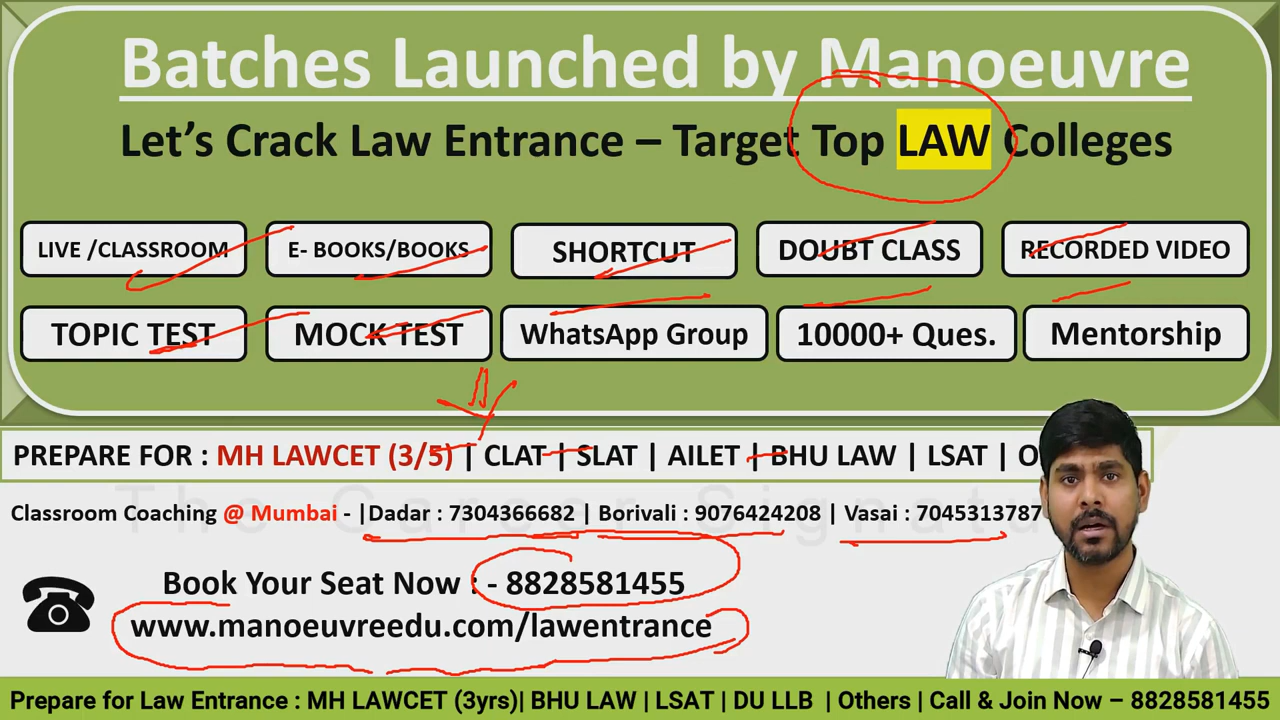 Batches Launched by Manoeuvre
Let's Crack Law Entrance – Target Top LAW Colleges
LIVE /CLASSROOM E- BOOKS/BOOKS SHORTCUT DOUBT CLASS RECORDED VIDEO
TOPIC TEST MOCK TEST WhatsApp Group 10000+ Ques. Mentorship
PREPARE FOR : MH LAWCET (3/5) | CLAT | SLAT | AILET | BHU LAW | LSAT |
The Career Signatu
Classroom Coaching @ Mumbai - |Dadar : 7304366682 | Borivali : 9076424208 | Vasai : 7045313787
Book Your Seat Now : - 8828581455
www.manoeuvreedu.com/lawentrance
Prepare for Law Entrance : MH LAWCET (3yrs)| BHU LAW | LSAT | DU LLB | Others | Call & Join Now – 8828581455